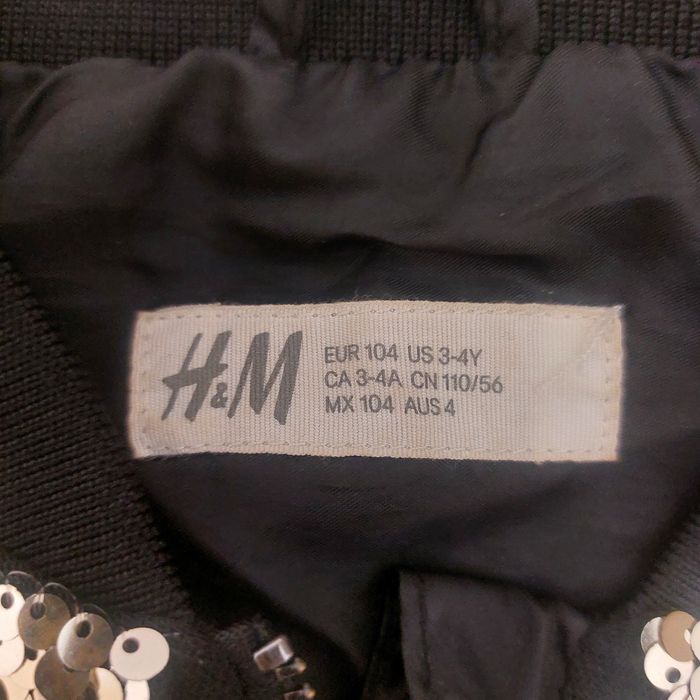 H&M
EUR 104 US 3-4Y
CA 3-4A CN 110/56
MX 104 AUS 4